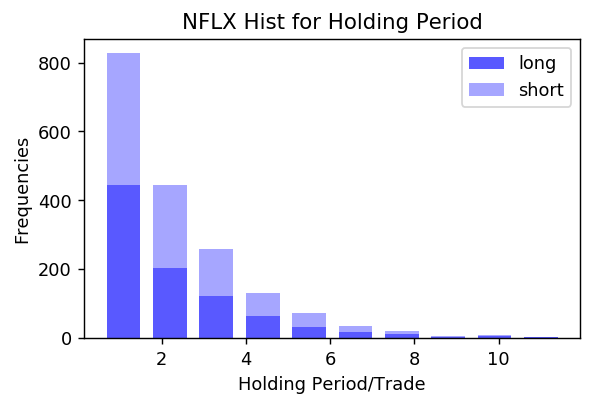 NFLX Hist for Holding Period
long
short
Frequencies
800
600
400
200
0
2 4 6 8 10
Holding Period/Trade